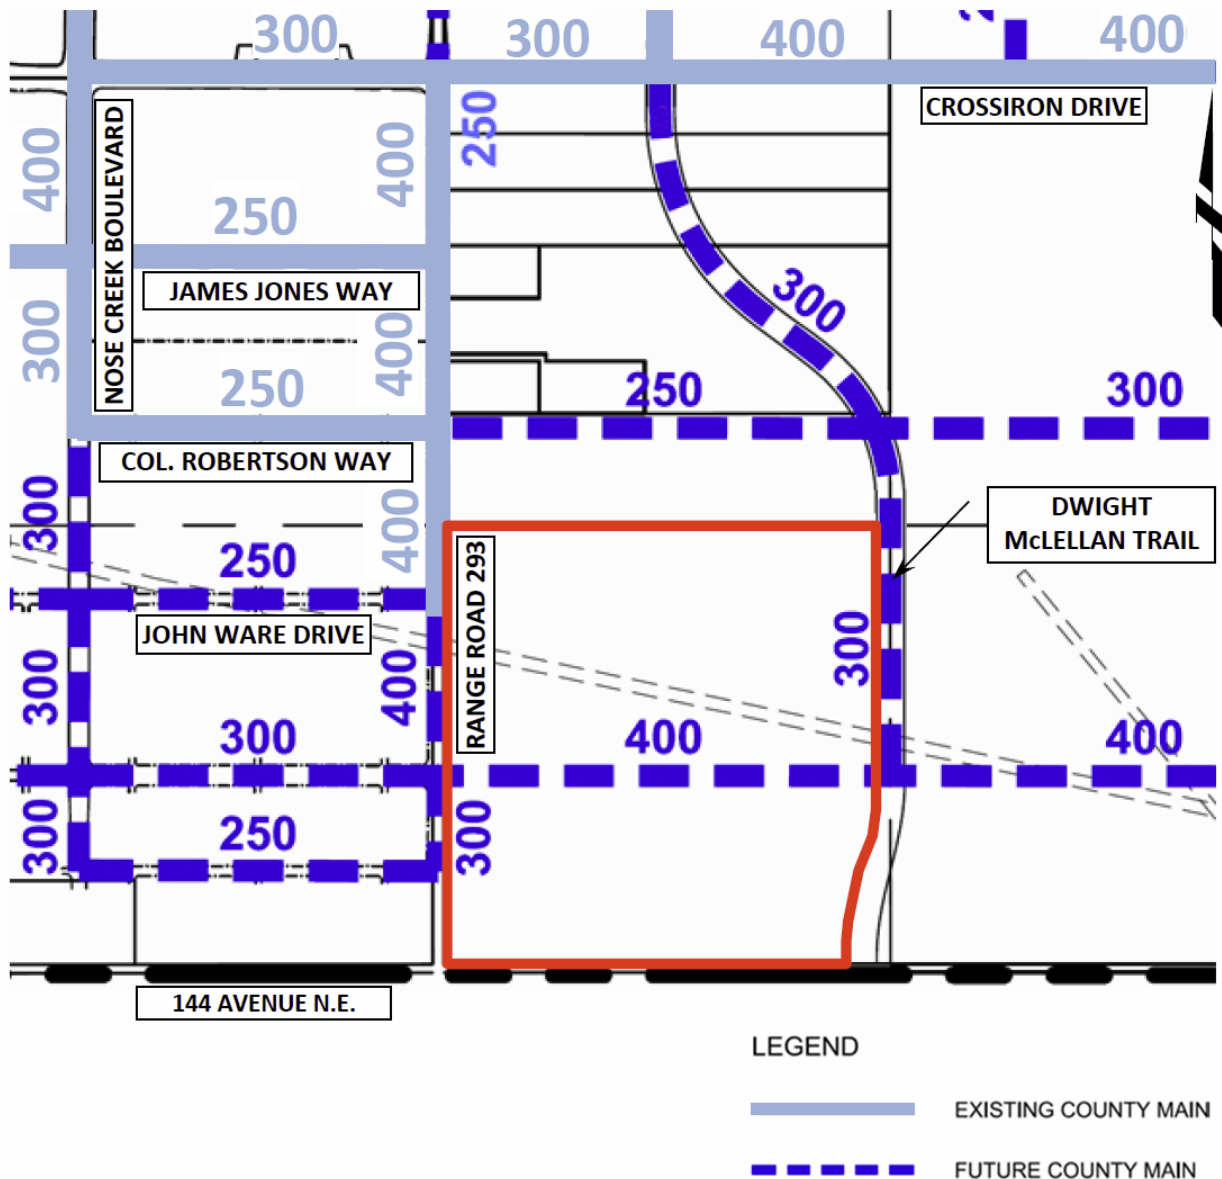 300
300
400
400
CROSSIRON DRIVE
250
400
400
NOSE CREEK BOULEVARD
250
JAMES JONES WAY
300
300
400
250
250
300
COL. ROBERTSON WAY
300
400
DWIGHT
McLELLAN TRAIL
250
JOHN WARE DRIVE
RANGE ROAD 293
300
300
400
300
400
400
300
250
300
144 AVENUE N.E.
LEGEND
EXISTING COUNTY MAIN
FUTURE COUNTY MAIN